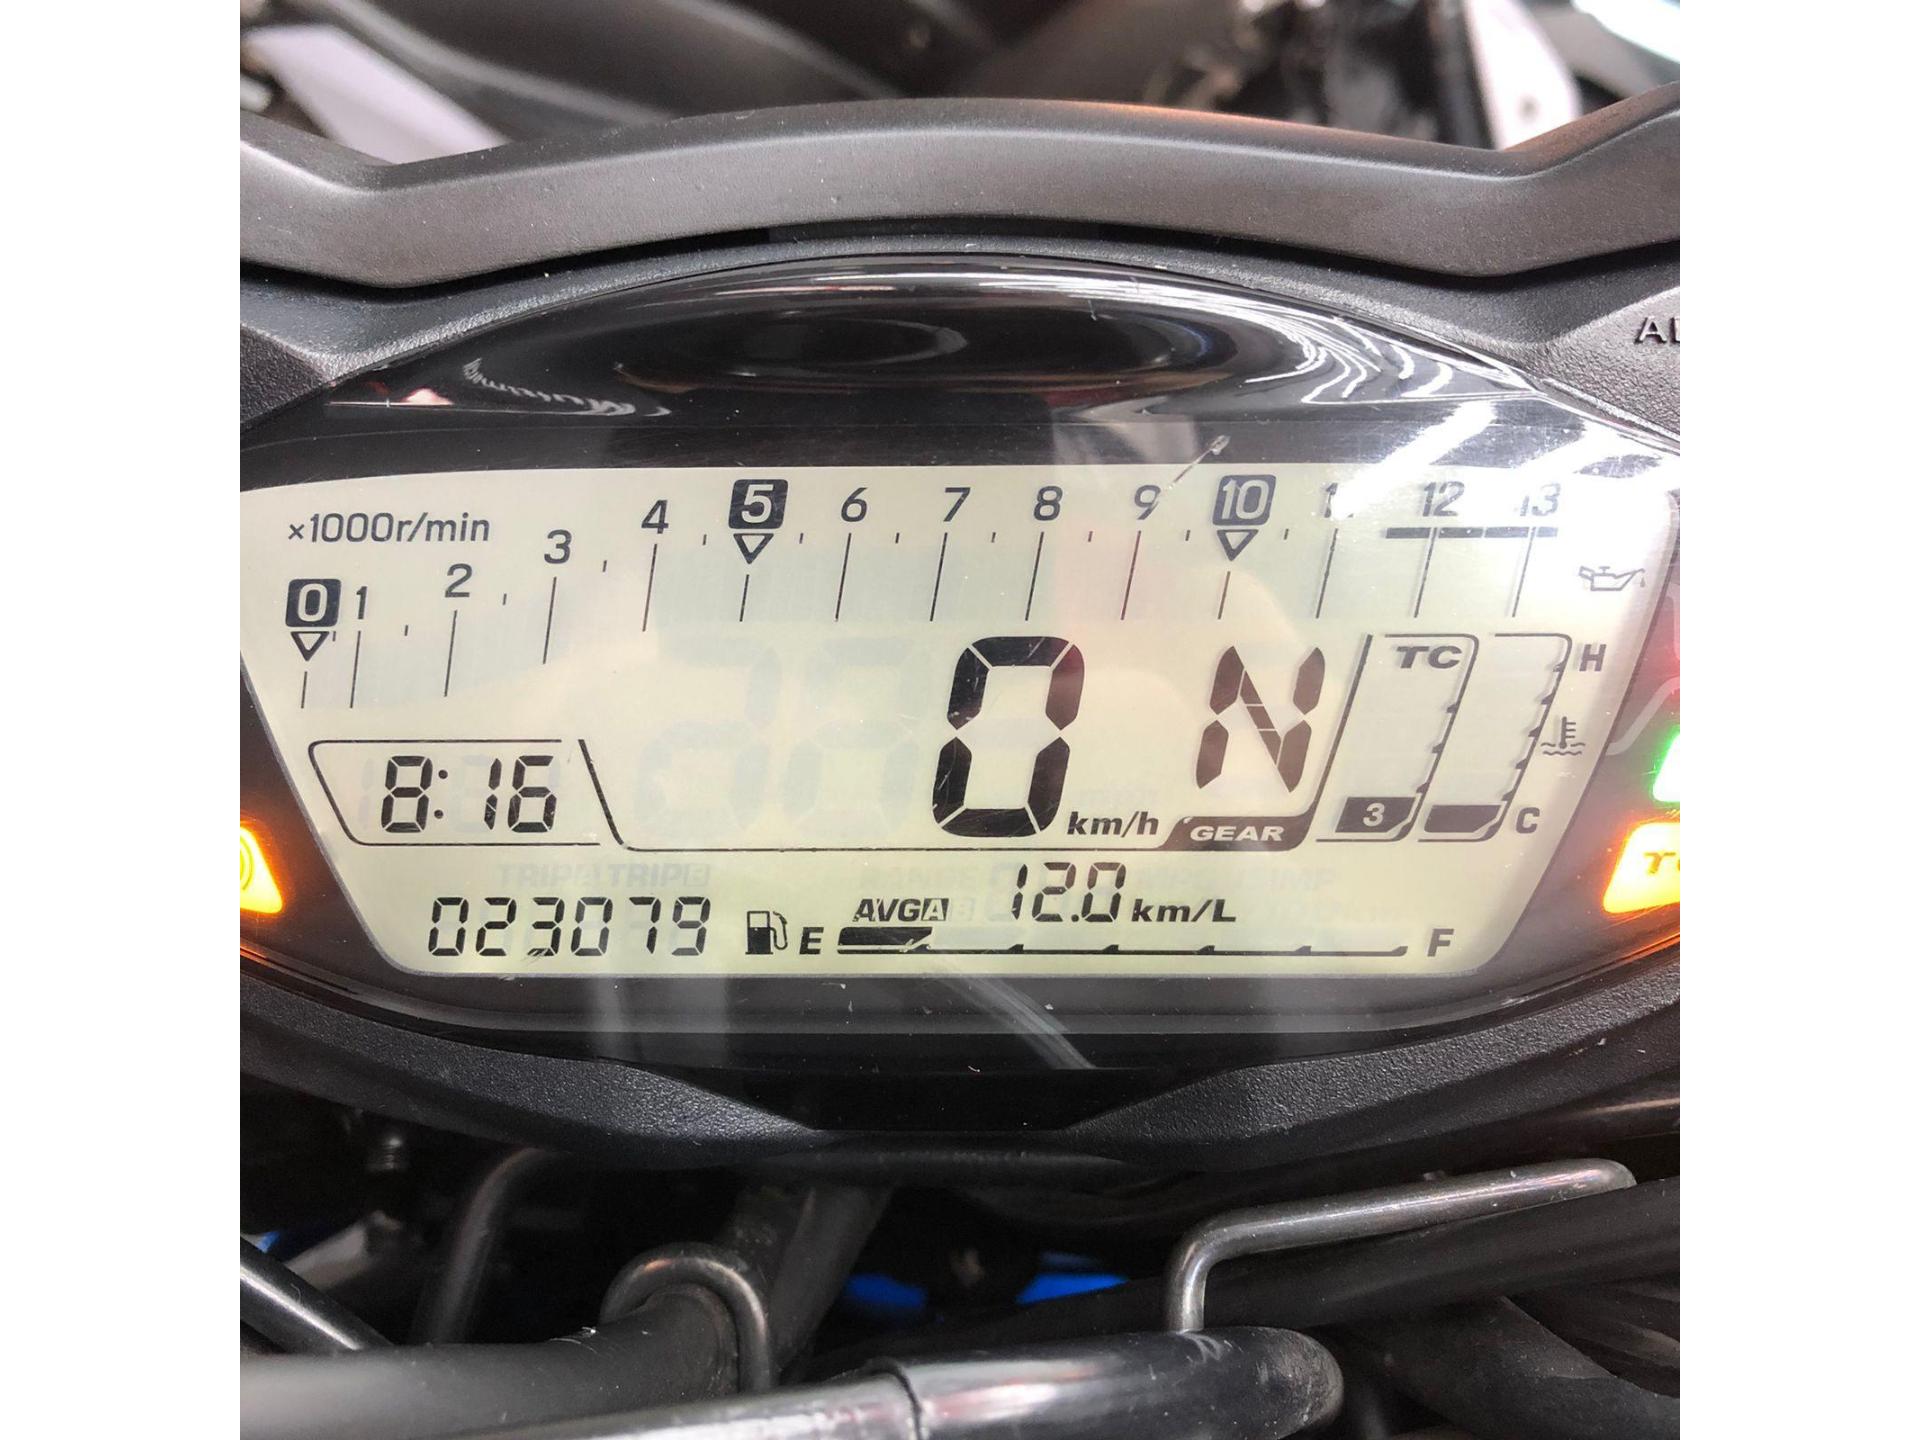 ×1000r/min
0 1 2 3 4 5 6 7 8 9 10 12 13
H
TC
8:16
0 km/h
N
GEAR
3
C
AVG A 12.0 km/L
023079
E
F